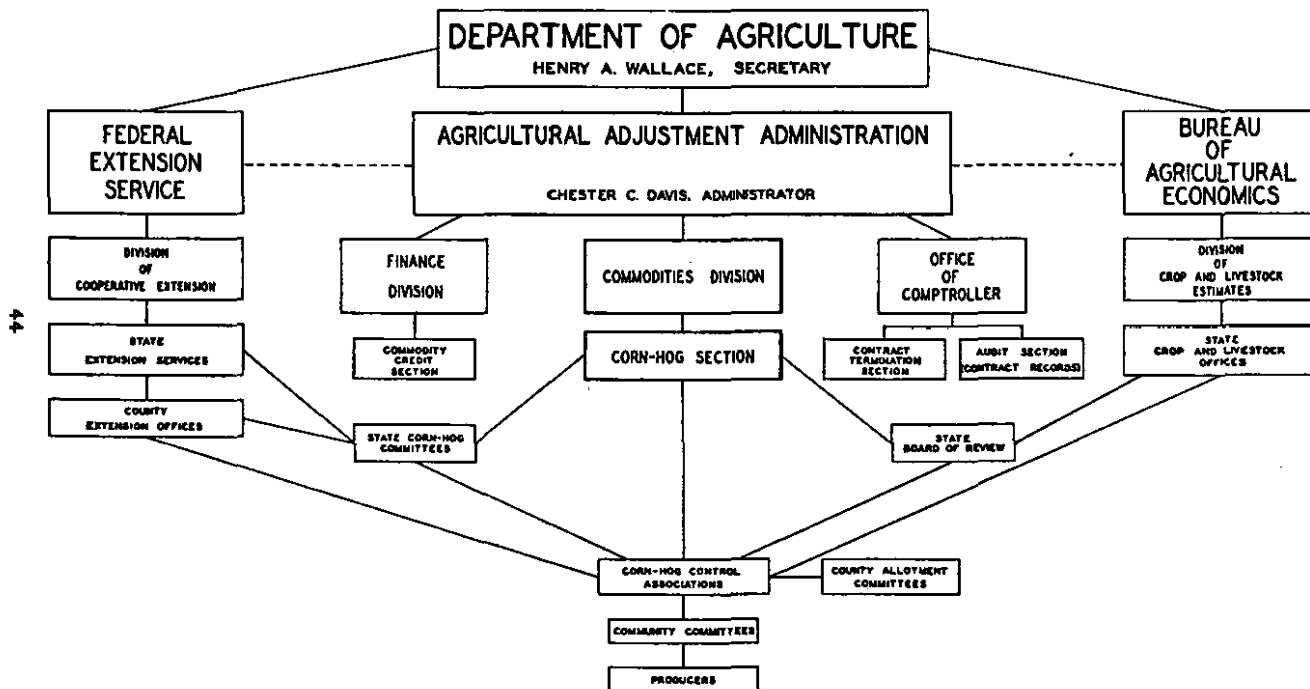 DEPARTMENT OF AGRICULTURE
HENRY A. WALLACE, SECRETARY
FEDERAL
EXTENSION
SERVICE
AGRICULTURAL ADJUSTMENT ADMINISTRATION
CHESTER C. DAVIS, ADMINISTRATOR
BUREAU
OF
AGRICULTURAL
ECONOMICS
DIVISION
OF
COOPERATIVE EXTENSION
FINANCE
DIVISION
COMMODITIES DIVISION
OFFICE
OF
COMPTROLLER
DIVISION
OF
CROP AND LIVESTOCK
ESTIMATES
44
STATE
EXTENSION SERVICES
COMMODITY
CREDIT
SECTION
CORN-HOG SECTION
CONTRACT
TERMINATION
SECTION
AUDIT SECTION
(CONTRACT RECORDS)
STATE
CROP AND LIVESTOCK
OFFICES
COUNTY
EXTENSION OFFICES
STATE CORN-HOG
COMMITTEES
STATE
BOARD OF REVIEW
CORN-HOG CONTROL
ASSOCIATIONS
COUNTY ALLOTMENT
COMMITTEES
COMMUNITY COMMITTEES
PRODUCERS